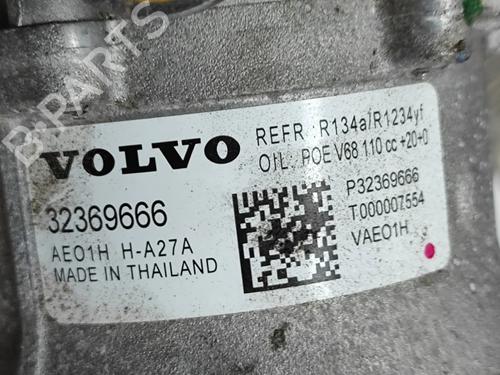 B-PARTS
VOLVO
REFR : R134a/R1234yf
OIL : POE V68 110 cc +20+0
32369666
AE01H H-A27A
MADE IN THAILAND
P32369666
T000007554
VAE01H